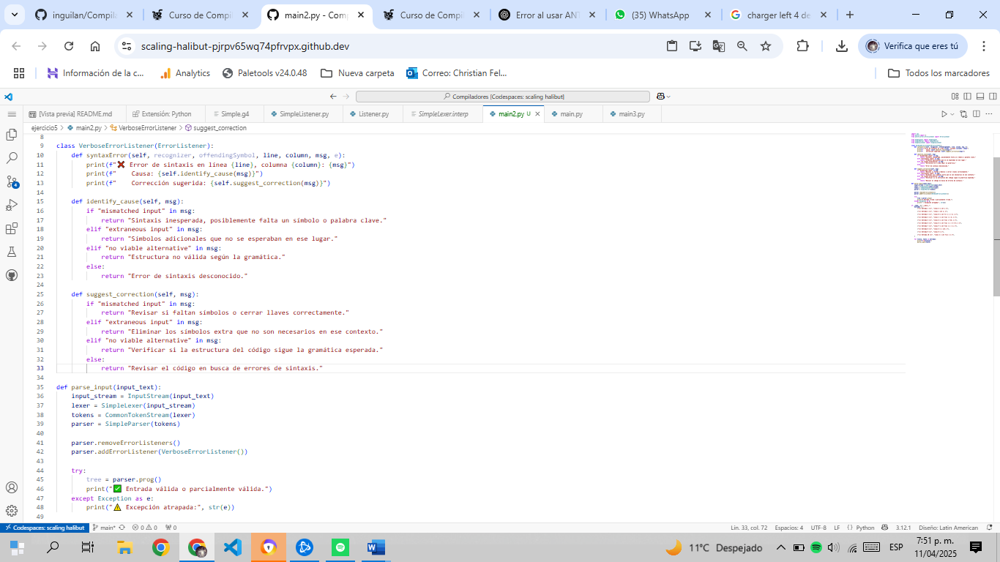 inguilan/Compila
Curso de Compil
main2.py - Com
Curso de Compil
Error al usar AN
(35) WhatsApp
charger left 4 de
scaling-halibut-pjrpv65wq74pfrvpx.github.dev
Verifica que eres tú
Información de la c...
Analytics
Paletools v24.0.48
Nueva carpeta
Correo: Christian Fel...
Todos los marcadores
Compiladores [Codespaces: scaling halibut]
[Vista previa] README.md
Extensión: Python
Simple.g4
SimpleListener.py
Listener.py
SimpleLexer.interp
main2.py U
main.py
main3.py
ejercicio5 > main2.py > VerboseErrorListener > suggest_correction
8
9 class VerboseErrorListener(ErrorListener):
10 def syntaxError(self, recognizer, offendingSymbol, line, column, msg, e):
11 print(f"❌ Error de sintaxis en línea {line}, columna {column}: {msg}")
12 print(f" Causa: {self.identify_cause(msg)}")
13 print(f" Corrección sugerida: {self.suggest_correction(msg)}")
14
15 def identify_cause(self, msg):
16 if "mismatched input" in msg:
17 return "Sintaxis inesperada, posiblemente falta un símbolo o palabra clave."
18 elif "extraneous input" in msg:
19 return "Símbolos adicionales que no se esperaban en ese lugar."
20 elif "no viable alternative" in msg:
21 return "Estructura no válida según la gramática."
22 else:
23 return "Error de sintaxis desconocido."
24
25 def suggest_correction(self, msg):
26 if "mismatched input" in msg:
27 return "Revisar si faltan símbolos o cerrar llaves correctamente."
28 elif "extraneous input" in msg:
29 return "Eliminar los símbolos extra que no son necesarios en ese contexto."
30 elif "no viable alternative" in msg:
31 return "Verificar si la estructura del código sigue la gramática esperada."
32 else:
33 return "Revisar el código en busca de errores de sintaxis."
34
35 def parse_input(input_text):
36 input_stream = InputStream(input_text)
37 lexer = SimpleLexer(input_stream)
38 tokens = CommonTokenStream(lexer)
39 parser = SimpleParser(tokens)
40
41 parser.removeErrorListeners()
42 parser.addErrorListener(VerboseErrorListener())
43
44 try:
45 tree = parser.prog()
46 print("✅ Entrada válida o parcialmente válida.")
47 except Exception as e:
48 print("⚠️ Excepción atrapada:", str(e))
49
4
Codespaces: scaling halibut
main*
0 0
0
Lin. 33, col. 72
Espacios: 4
UTF-8
LF
{} Python
3.12.1
Diseño: Latin American
11°C Despejado
ESP
7:51 p. m.
11/04/2025